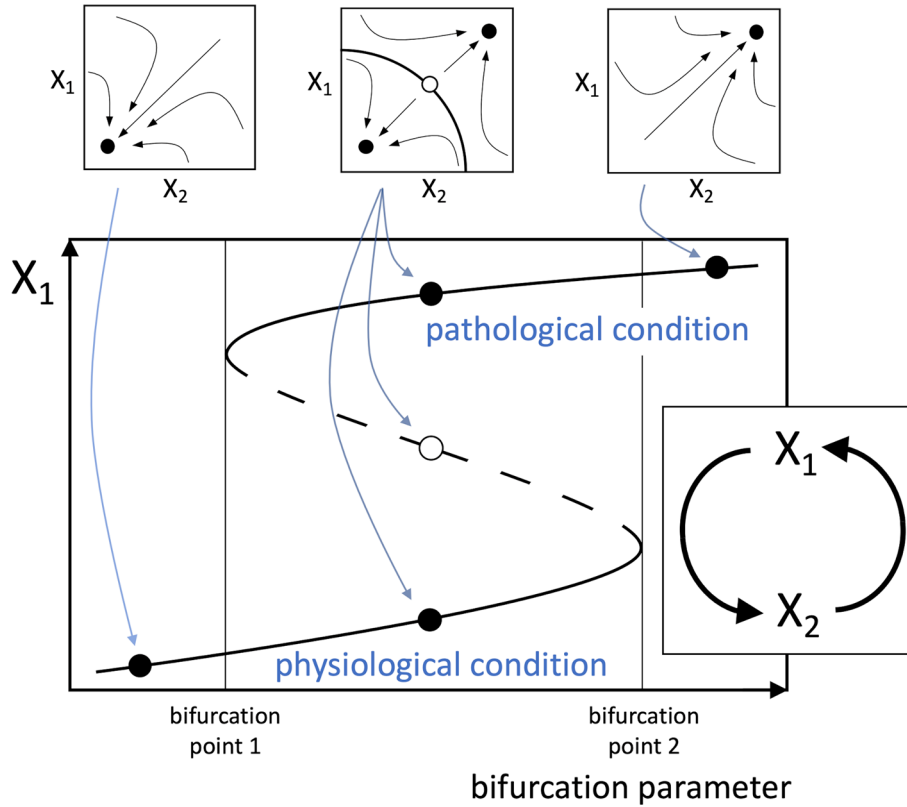 X1
X2
X1
X2
X1
X2
X1
pathological condition
X1
X2
physiological condition
bifurcation
point 1
bifurcation
point 2
bifurcation parameter